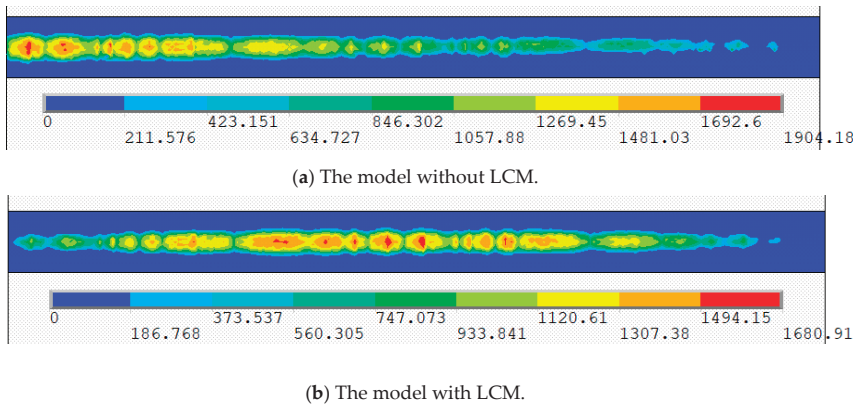 0 423.151 846.302 1269.45 1692.6
211.576 634.727 1057.88 1481.03 1904.18
(a) The model without LCM.
0 373.537 747.073 1120.61 1494.15
186.768 560.305 933.841 1307.38 1680.91
(b) The model with LCM.